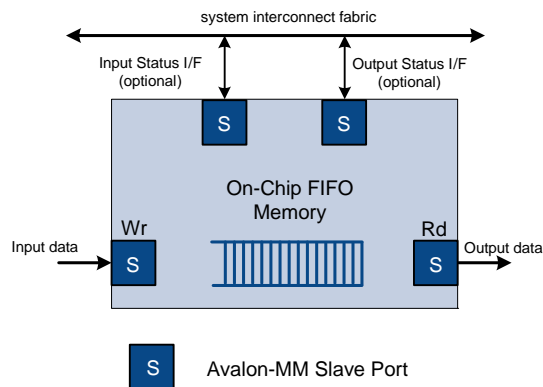 system interconnect fabric
Input Status I/F
(optional)
Output Status I/F
(optional)
S
S
On-Chip FIFO
Memory
Wr
Rd
Input data
S
S
Output data
S
Avalon-MM Slave Port